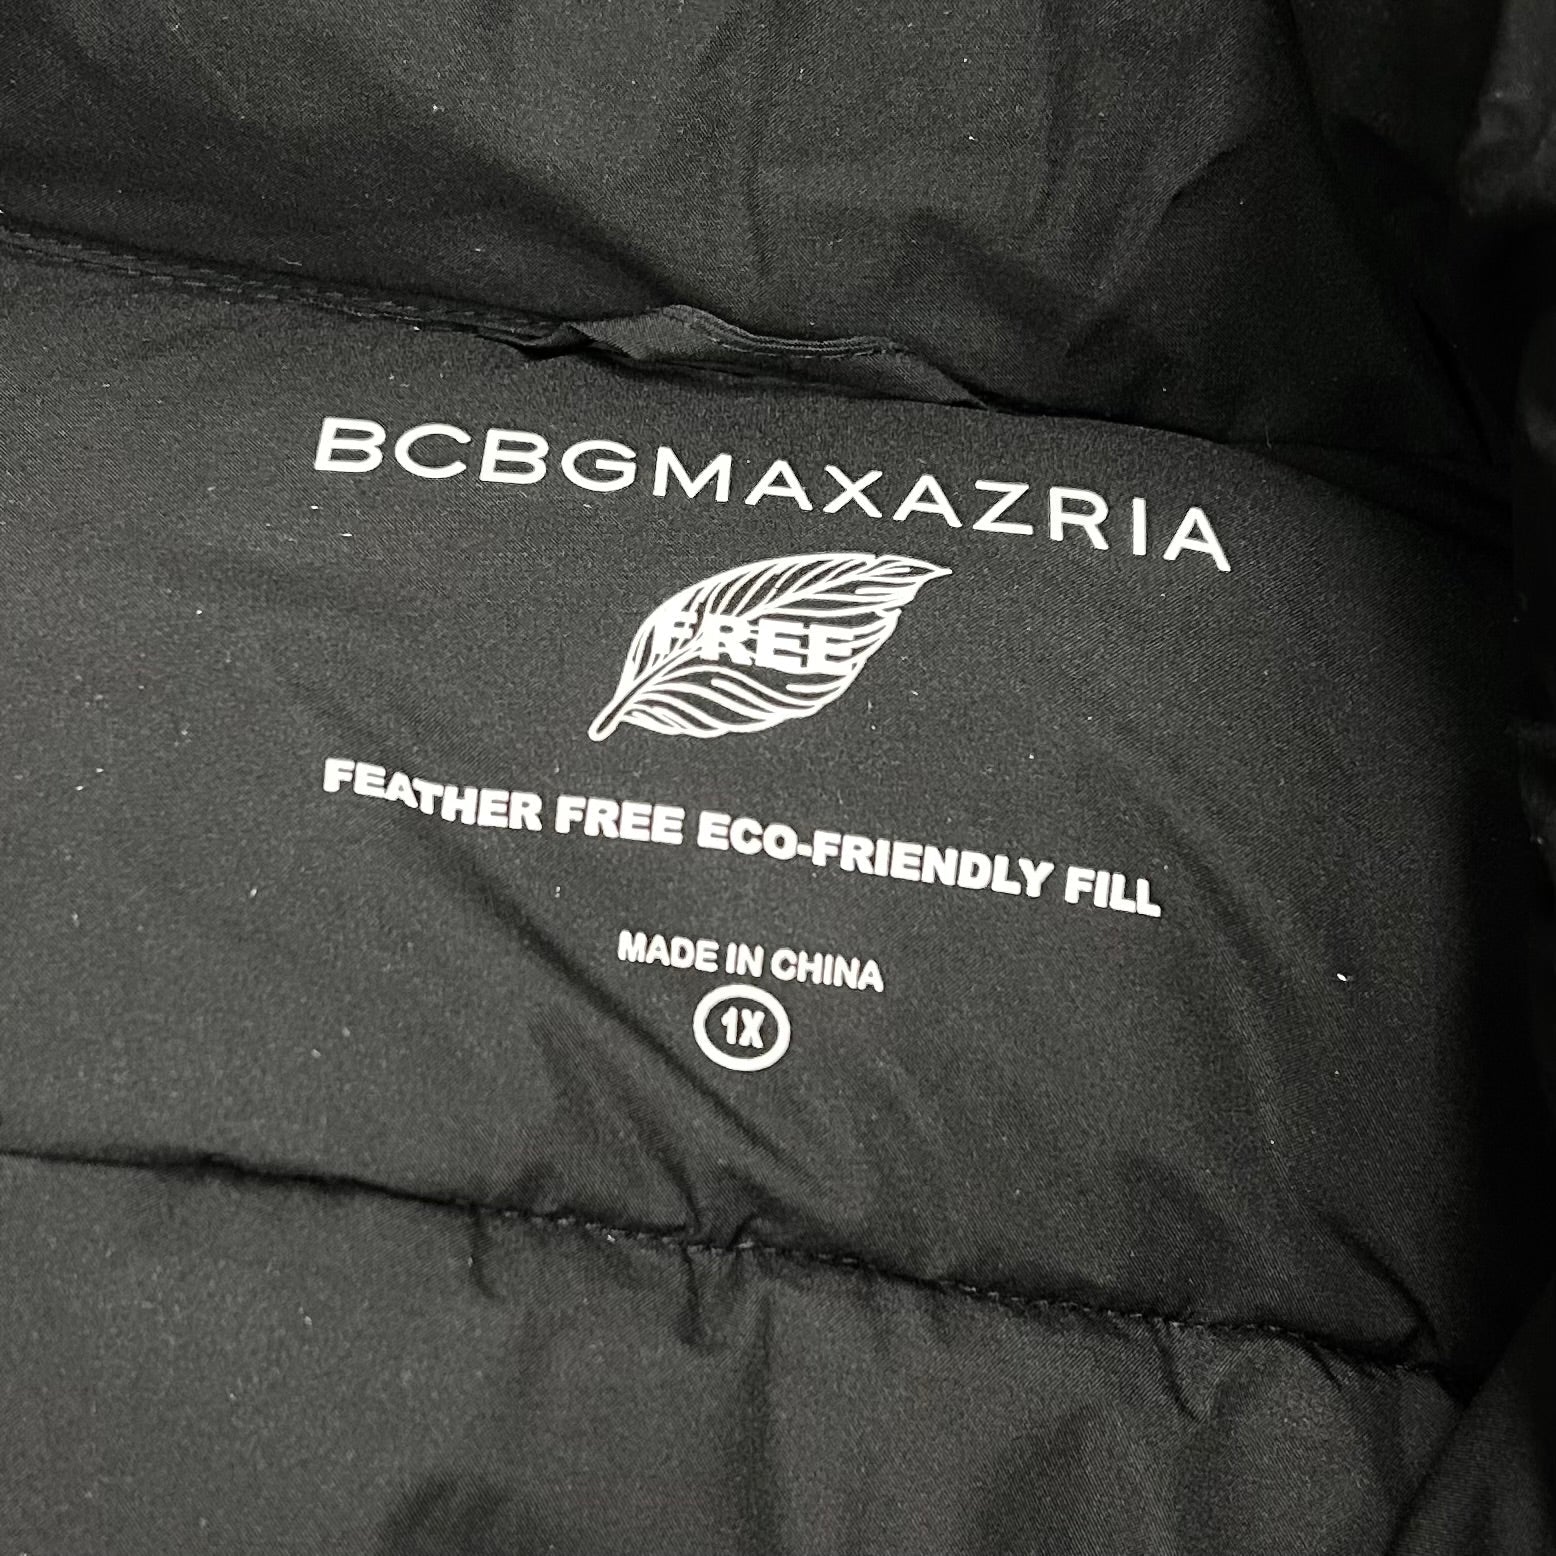 BCBGMAXAZRIA
FREE
FEATHER FREE ECO-FRIENDLY FILL
MADE IN CHINA
1X